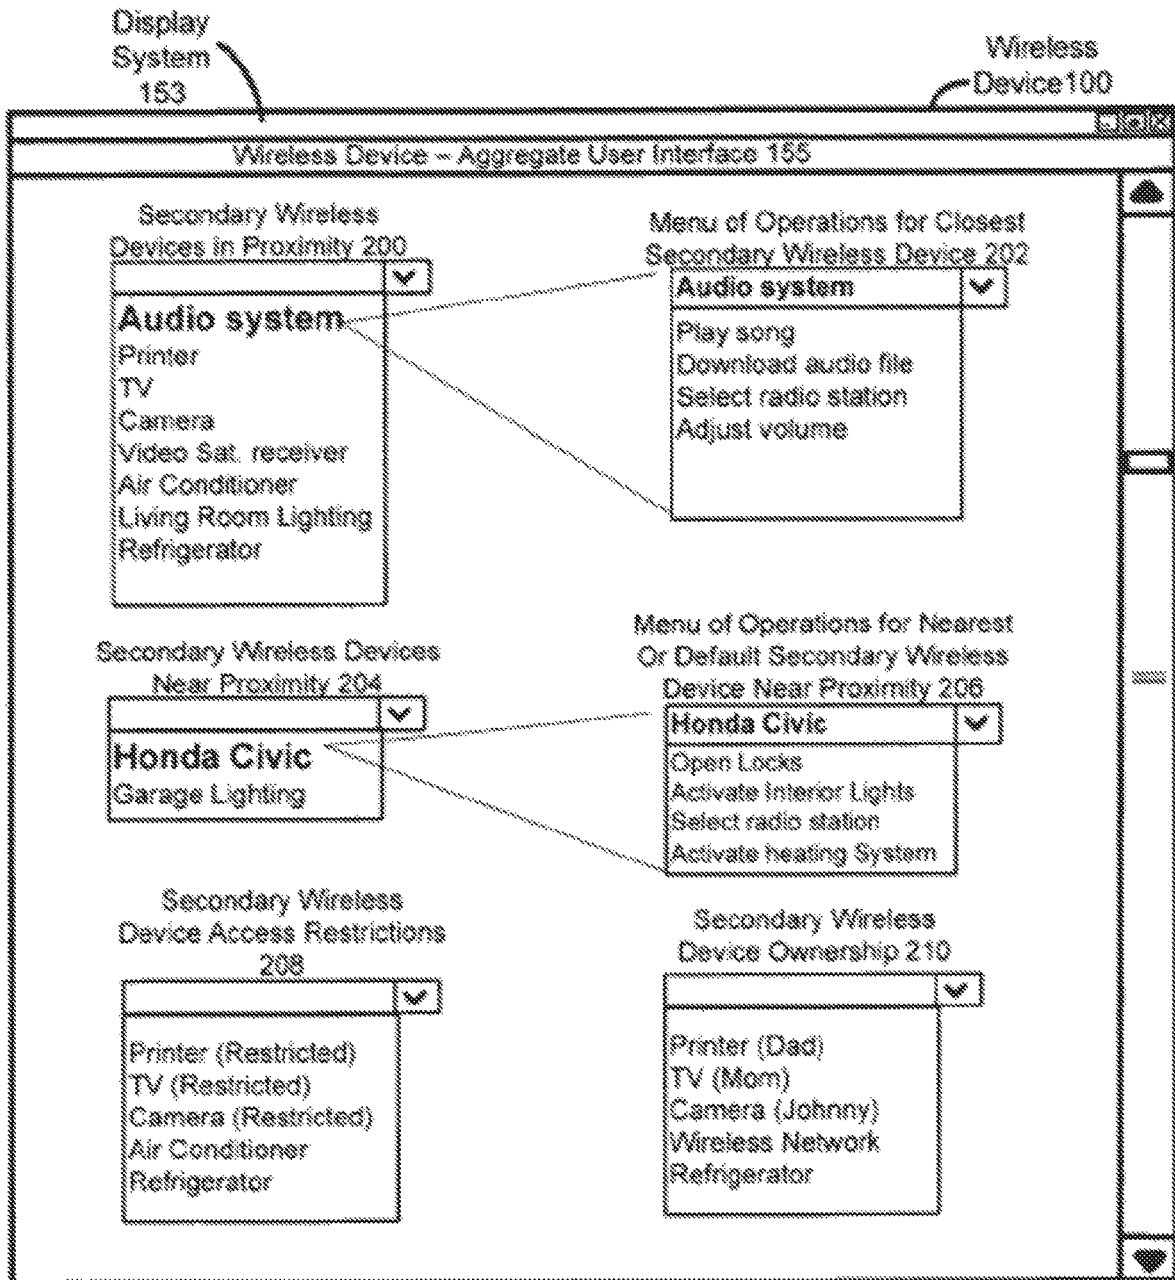 Display
System
153
Wireless
Device100
Wireless Device – Aggregate User Interface 155
Secondary Wireless
Devices in Proximity 200
Audio system
Printer
TV
Camera
Video Sat. receiver
Air Conditioner
Living Room Lighting
Refrigerator
Menu of Operations for Closest
Secondary Wireless Device 202
Audio system
Play song
Download audio file
Select radio station
Adjust volume
Secondary Wireless Devices
Near Proximity 204
Honda Civic
Garage Lighting
Menu of Operations for Nearest
Or Default Secondary Wireless
Device Near Proximity 206
Honda Civic
Open Locks
Activate Interior Lights
Select radio station
Activate heating System
Secondary Wireless
Device Access Restrictions
208
Printer (Restricted)
TV (Restricted)
Camera (Restricted)
Air Conditioner
Refrigerator
Secondary Wireless
Device Ownership 210
Printer (Dad)
TV (Mom)
Camera (Johnny)
Wireless Network
Refrigerator